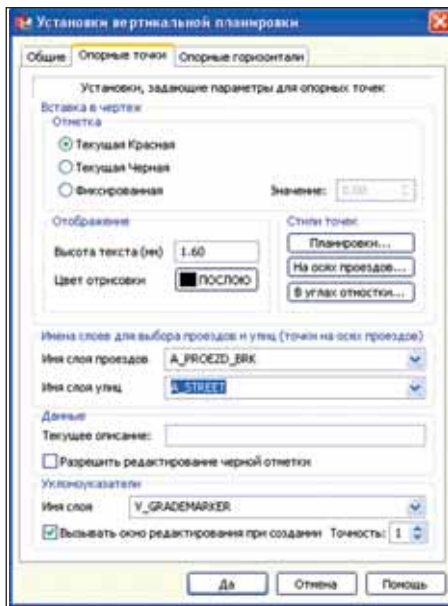 Установки вертикальной планировки
Общие Опорные точки Опорные горизонтали
Установки, задающие параметры для опорных точек
Вставка в чертеж
Отметка
Текущая Красная
Текущая Черная
Фиксированная Значение: 0.00
Отображение
Стили точек
Высота текста (мм) 1.60
Планировки...
Цвет отрисовки ПОСЛОЮ
На осях проездов...
В углах отмостки...
Имена слоев для выбора проездов и улиц (точки на осях проездов)
Имя слоя проездов A_PROEZD_BRK
Имя слоя улиц A_STREET
Данные
Текущее описание:
Разрешить редактирование черной отметки
Уклоноуказатели
Имя слоя V_GRADEMARKER
Вызывать окно редактирования при создании Точность: 1
Да Отмена Помощь